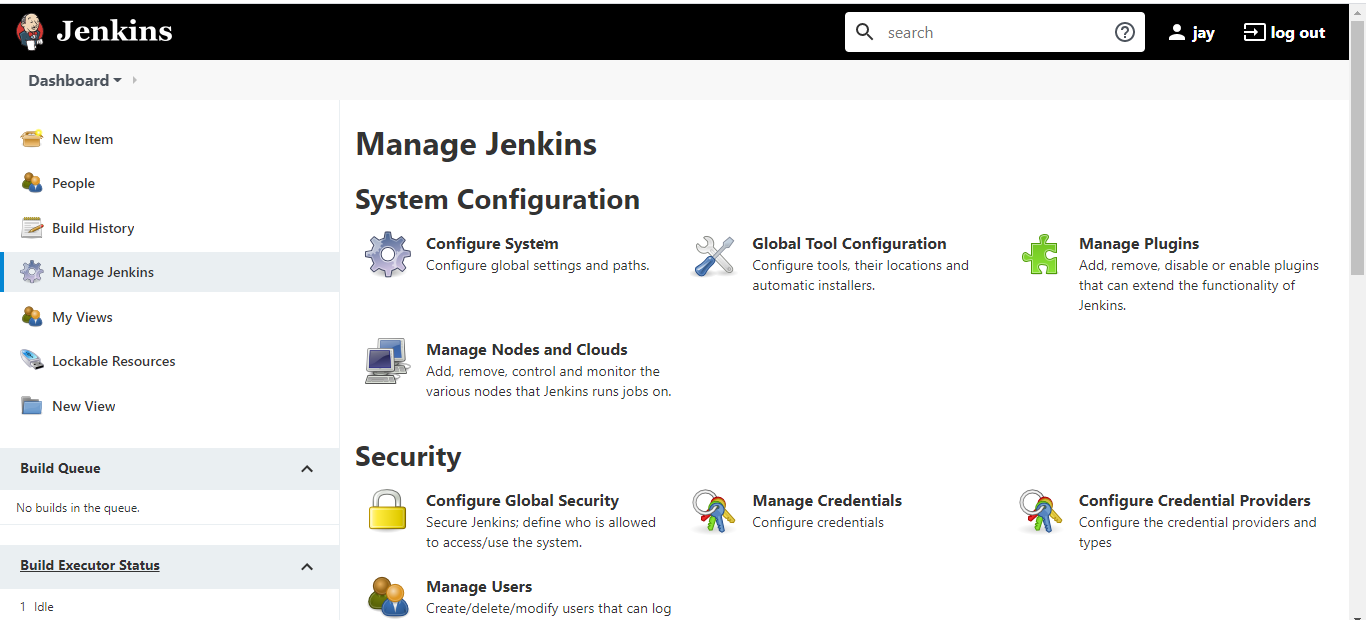 Jenkins
search
jay
log out
Dashboard
New Item
People
Build History
Manage Jenkins
My Views
Lockable Resources
New View
Build Queue
No builds in the queue.
Build Executor Status
1 Idle
Manage Jenkins
System Configuration
Configure System
Configure global settings and paths.
Global Tool Configuration
Configure tools, their locations and
automatic installers.
Manage Plugins
Add, remove, disable or enable plugins
that can extend the functionality of
Jenkins.
Manage Nodes and Clouds
Add, remove, control and monitor the
various nodes that Jenkins runs jobs on.
Security
Configure Global Security
Secure Jenkins; define who is allowed
to access/use the system.
Manage Credentials
Configure credentials
Configure Credential Providers
Configure the credential providers and
types
Manage Users
Create/delete/modify users that can log